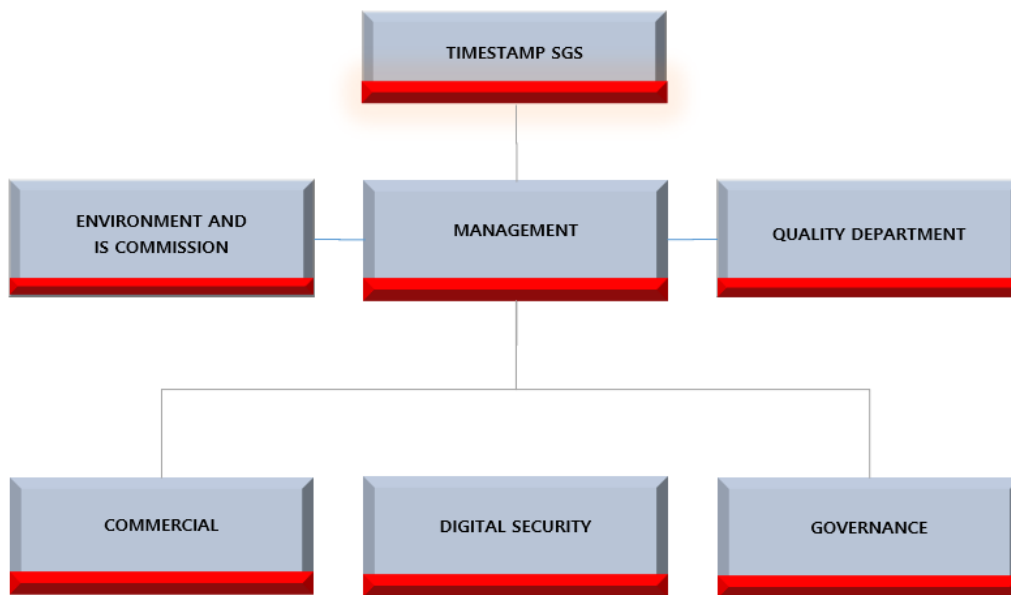 TIMESTAMP SGS
ENVIRONMENT AND
IS COMMISSION
MANAGEMENT
QUALITY DEPARTMENT
COMMERCIAL
DIGITAL SECURITY
GOVERNANCE